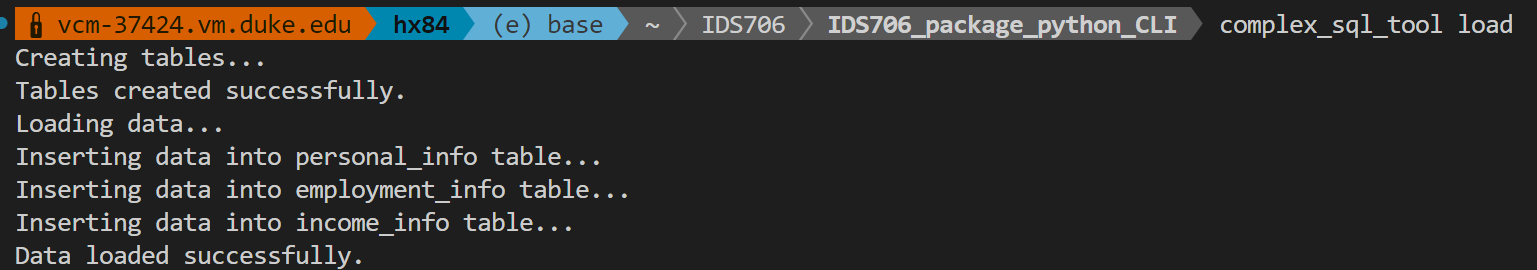 vcm-37424.vm.duke.edu hx84 (e) base ~ IDS706 IDS706_package_python_CLI complex_sql_tool load
Creating tables...
Tables created successfully.
Loading data...
Inserting data into personal_info table...
Inserting data into employment_info table...
Inserting data into income_info table...
Data loaded successfully.